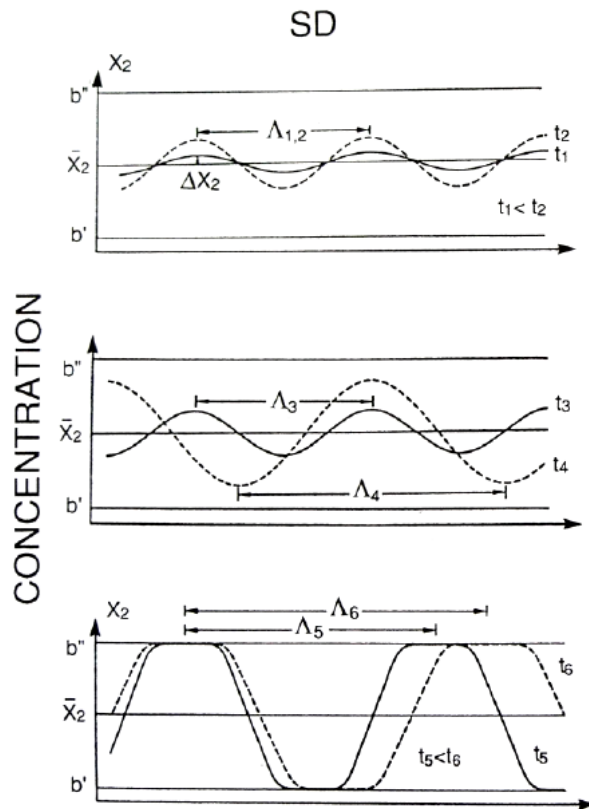 SD
CONCENTRATION
X₂
b"
Λ₁,₂
t₂
t₁
X̄₂
ΔX₂
t₁ < t₂
b'
b"
Λ₃
t₃
X̄₂
t₄
Λ₄
b'
X₂
Λ₆
Λ₅
b"
t₆
X̄₂
t₅<t₆
t₅
b'